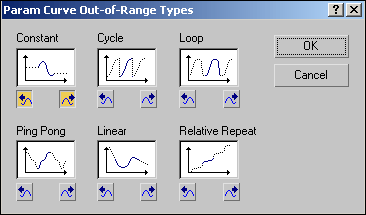 Param Curve Out-of-Range Types
Constant Cycle Loop
OK
Cancel
Ping Pong Linear Relative Repeat